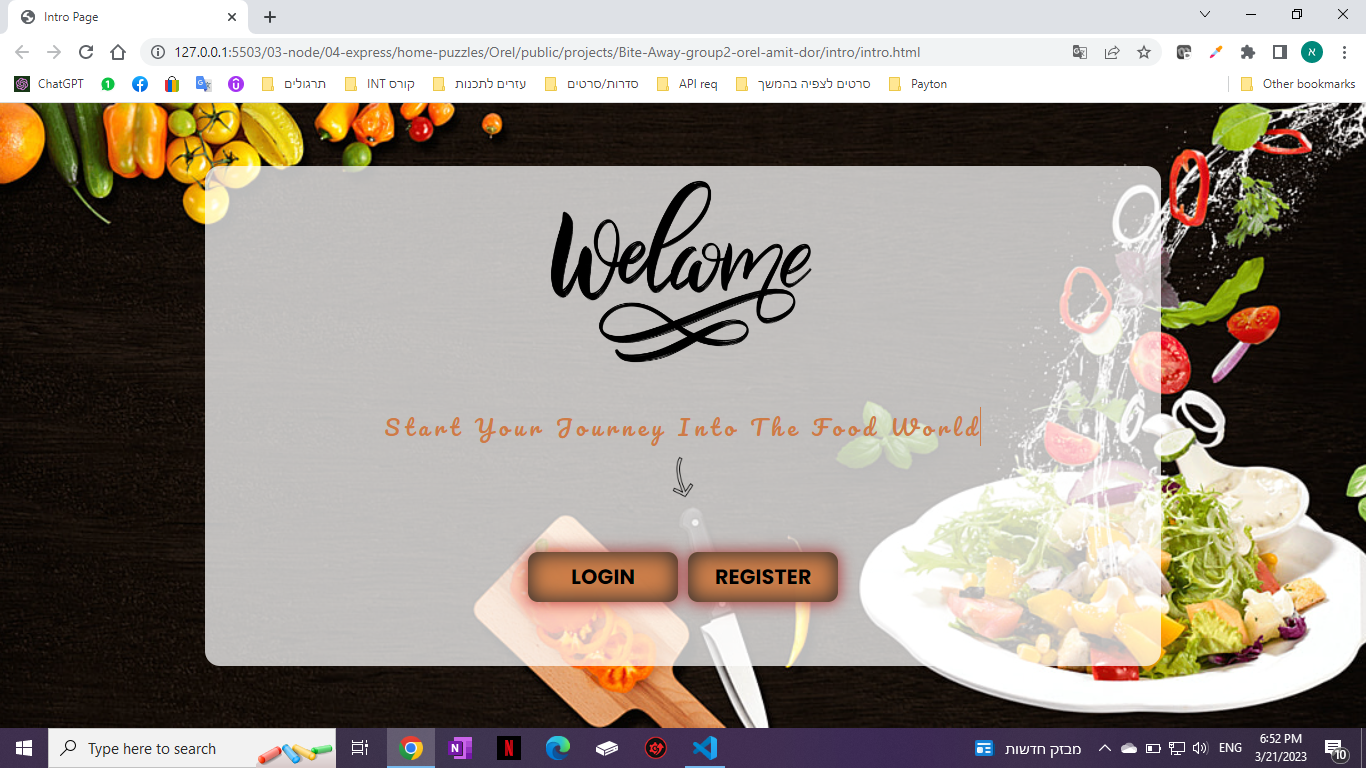 Intro Page
127.0.0.1:5503/03-node/04-express/home-puzzles/Orel/public/projects/Bite-Away-group2-orel-amit-dor/intro/intro.html
א
ChatGPT
תרגולים
קורס INT
עזרים לתכנות
סדרות/סרטים
API req
סרטים לצפיה בהמשך
Payton
Other bookmarks
Welcome
Start Your Journey Into The Food World
LOGIN
REGISTER
Type here to search
מבזק חדשות
ENG
6:52 PM
3/21/2023
10